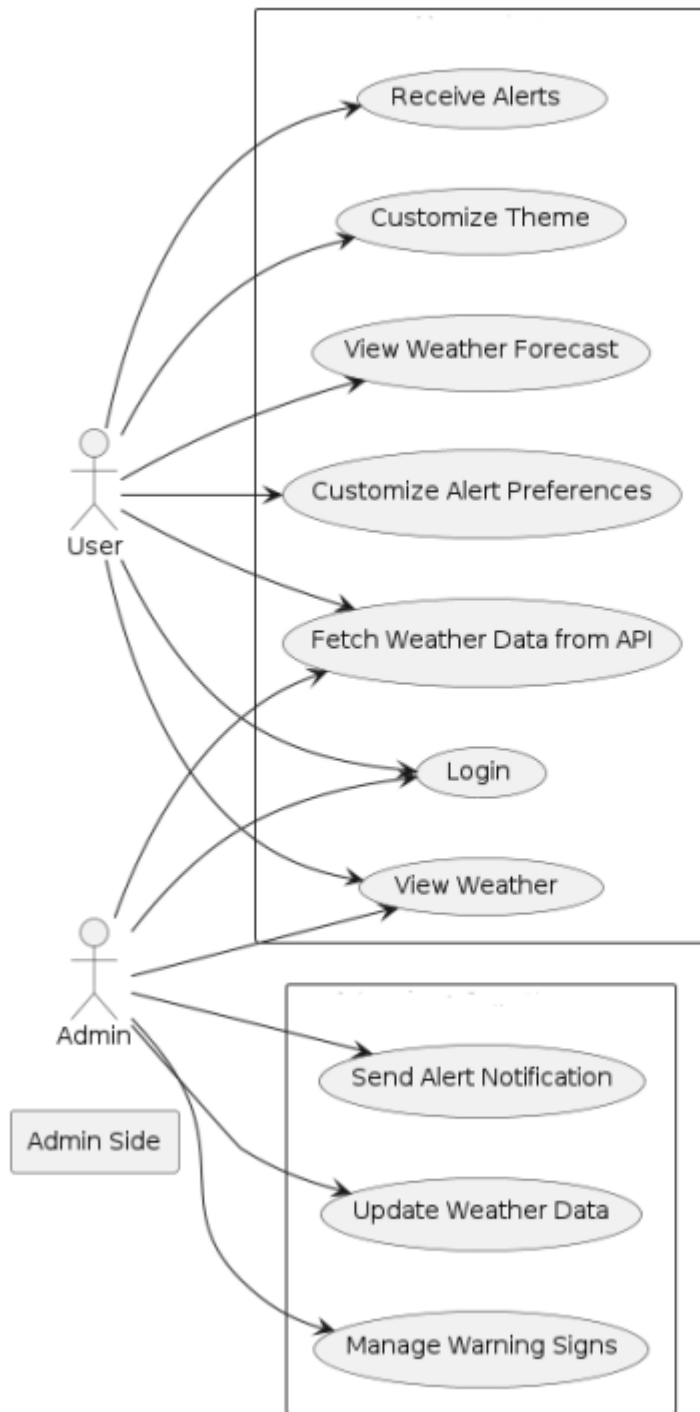 Receive Alerts
Customize Theme
View Weather Forecast
Customize Alert Preferences
User
Fetch Weather Data from API
Login
View Weather
Admin
Send Alert Notification
Admin Side
Update Weather Data
Manage Warning Signs